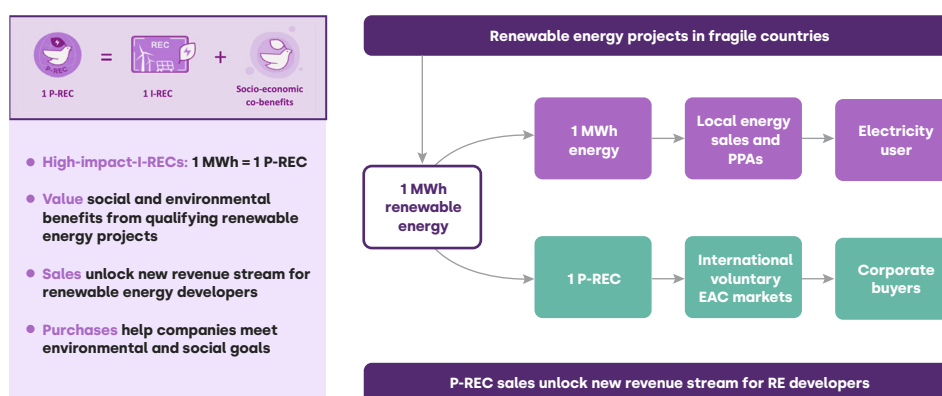 P-REC
=
REC
+
1 P-REC
1 I-REC
Socio-economic
co-benefits
High-impact-I-RECs: 1 MWh = 1 P-REC
Value social and environmental
benefits from qualifying renewable
energy projects
Sales unlock new revenue stream for
renewable energy developers
Purchases help companies meet
environmental and social goals
Renewable energy projects in fragile countries
1 MWh
renewable
energy
1 MWh
energy
Local energy
sales and
PPAs
Electricity
user
1 P-REC
International
voluntary
EAC markets
Corporate
buyers
P-REC sales unlock new revenue stream for RE developers